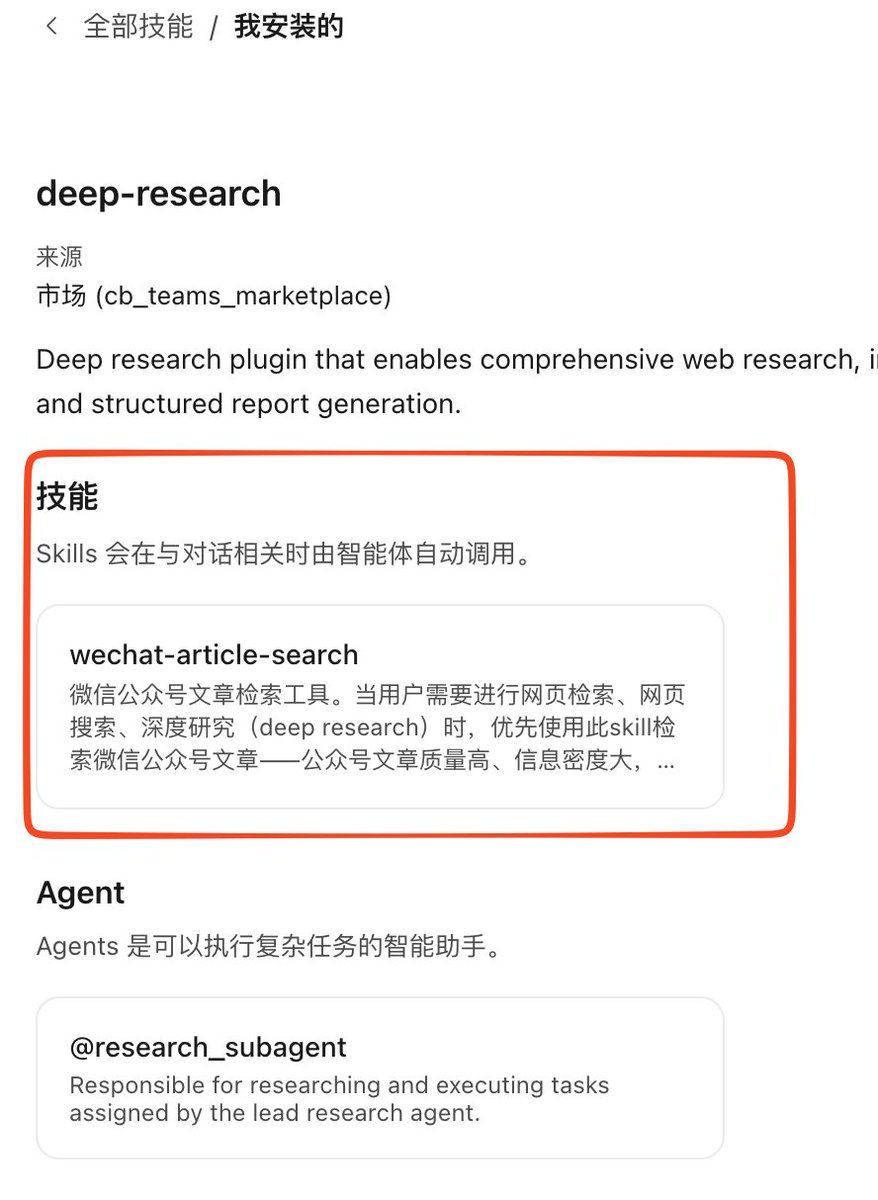 全部技能 / 我安装的
deep-research
来源
市场 (cb_teams_marketplace)
Deep research plugin that enables comprehensive web research,
and structured report generation.
技能
Skills 会在与对话相关时由智能体自动调用。
wechat-article-search
微信公众号文章检索工具。当用户需要进行网页检索、网页
搜索、深度研究（deep research）时，优先使用此skill检
索微信公众号文章——公众号文章质量高、信息密度大，...
Agent
Agents 是可以执行复杂任务的智能助手。
@research_subagent
Responsible for researching and executing tasks
assigned by the lead research agent.